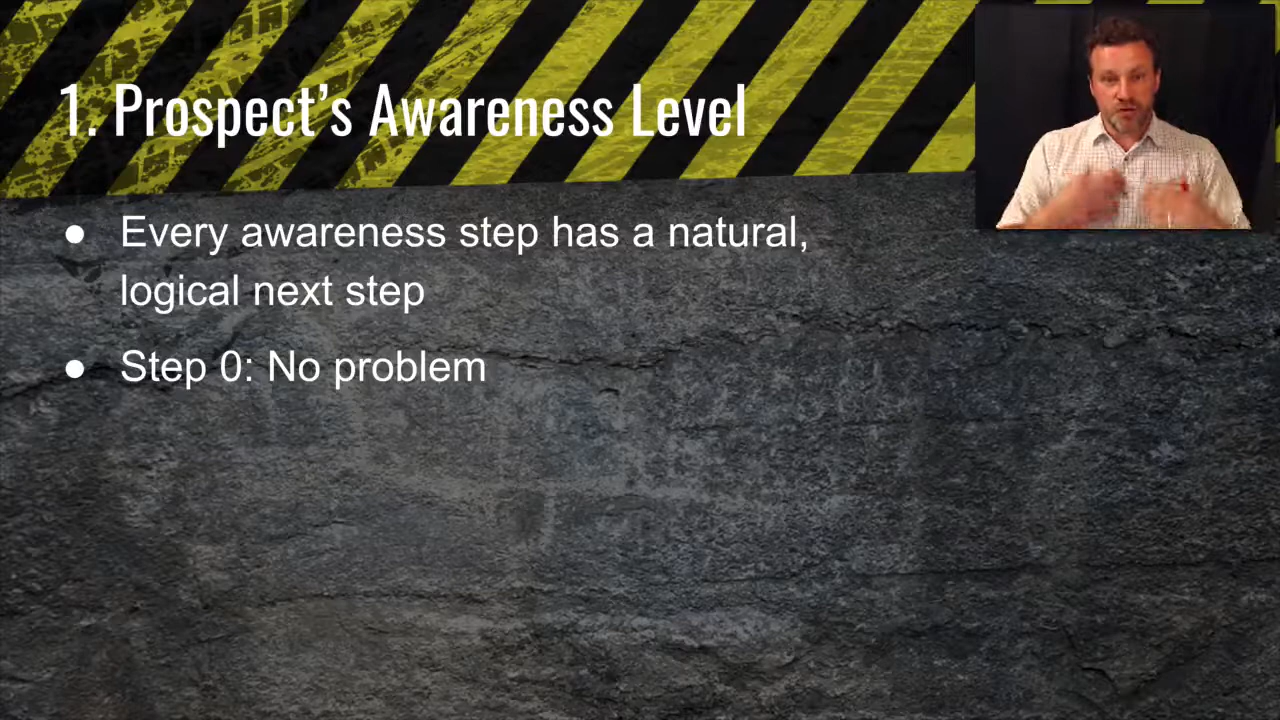 1. Prospect’s Awareness Level
● Every awareness step has a natural,
logical next step
● Step 0: No problem